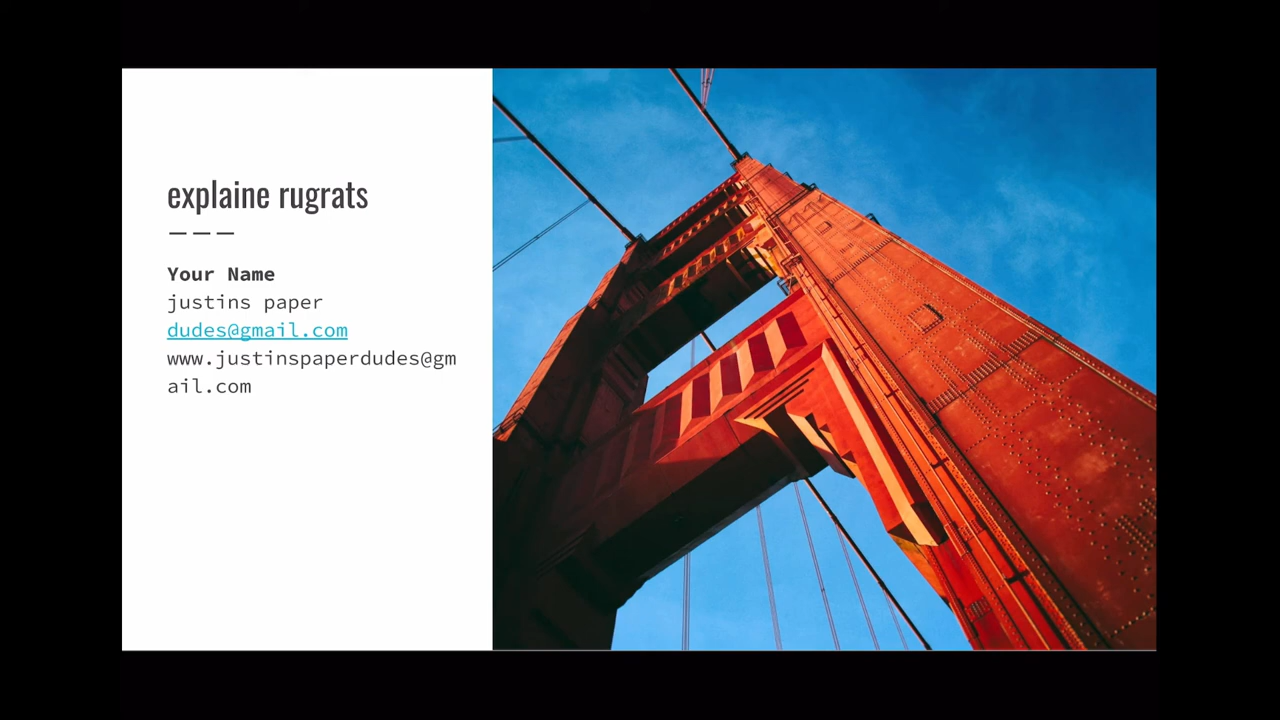 explaine rugrats
Your Name
justins paper
dudes@gmail.com
www.justinspaperdudes@gm
ail.com